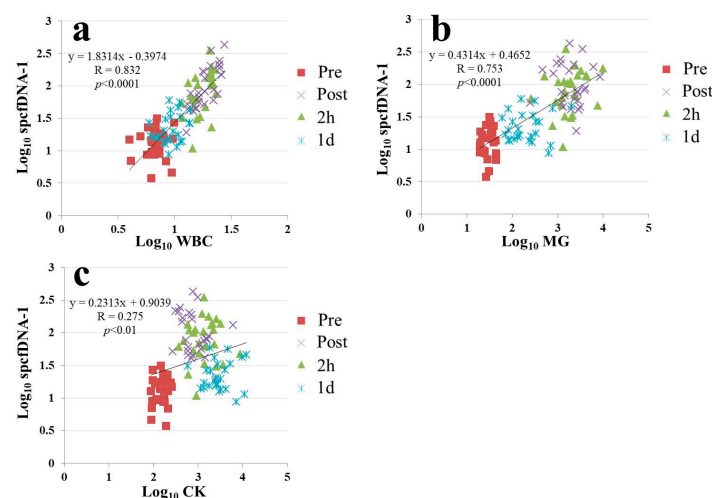 a
y = 1.8314x - 0.3974
R = 0.832
p<0.0001
Log10 spcfDNA-1
3
2.5
2
1.5
1
0.5
0
0
0.5
1
1.5
2
Log10 WBC
Pre
Post
2h
1d
b
y = 0.4314x + 0.4652
R = 0.753
p<0.0001
Log10 spcfDNA-1
3
2.5
2
1.5
1
0.5
0
0
1
2
3
4
5
Log10 MG
Pre
Post
2h
1d
c
y = 0.2313x + 0.9039
R = 0.275
p<0.01
Log10 spcfDNA-1
3
2.5
2
1.5
1
0.5
0
0
1
2
3
4
5
Log10 CK
Pre
Post
2h
1d